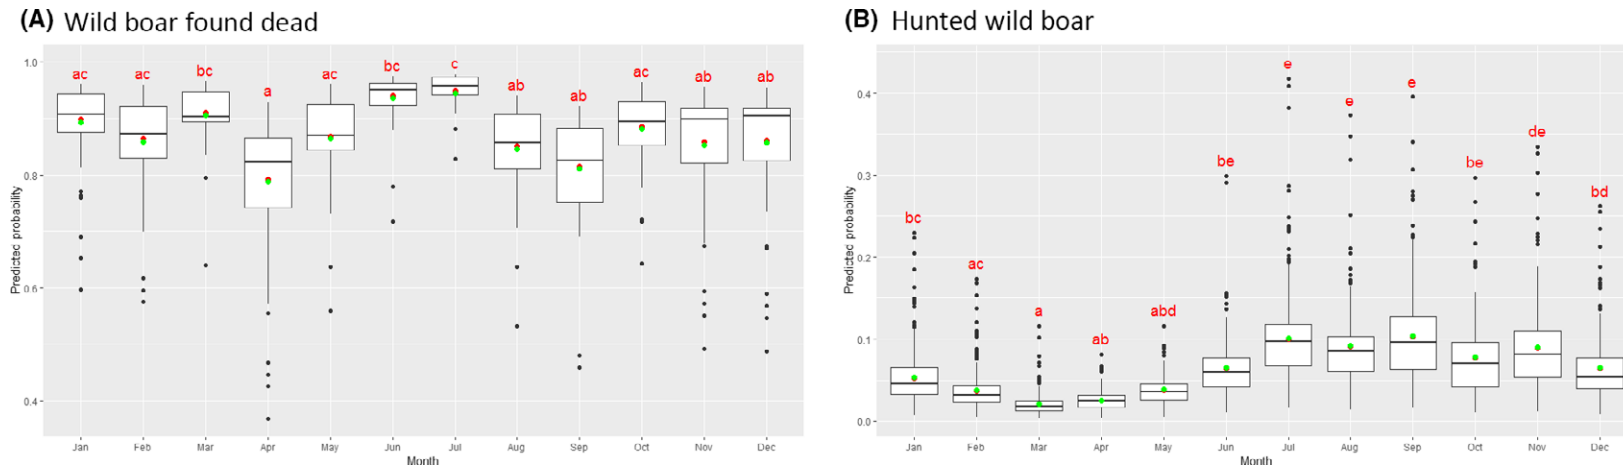 (A) Wild boar found dead
Predicted probability
1.0
0.8
0.6
0.4
ac ac bc a ac bc c ab ab ac ab ab
Jan Feb Mar Apr May Jun Jul Aug Sep Oct Nov Dec
Month
(B) Hunted wild boar
Predicted probability
0.4
0.3
0.2
0.1
0.0
bc ac a ab abd be e e e be de bd
Jan Feb Mar Apr May Jun Jul Aug Sep Oct Nov Dec
Month